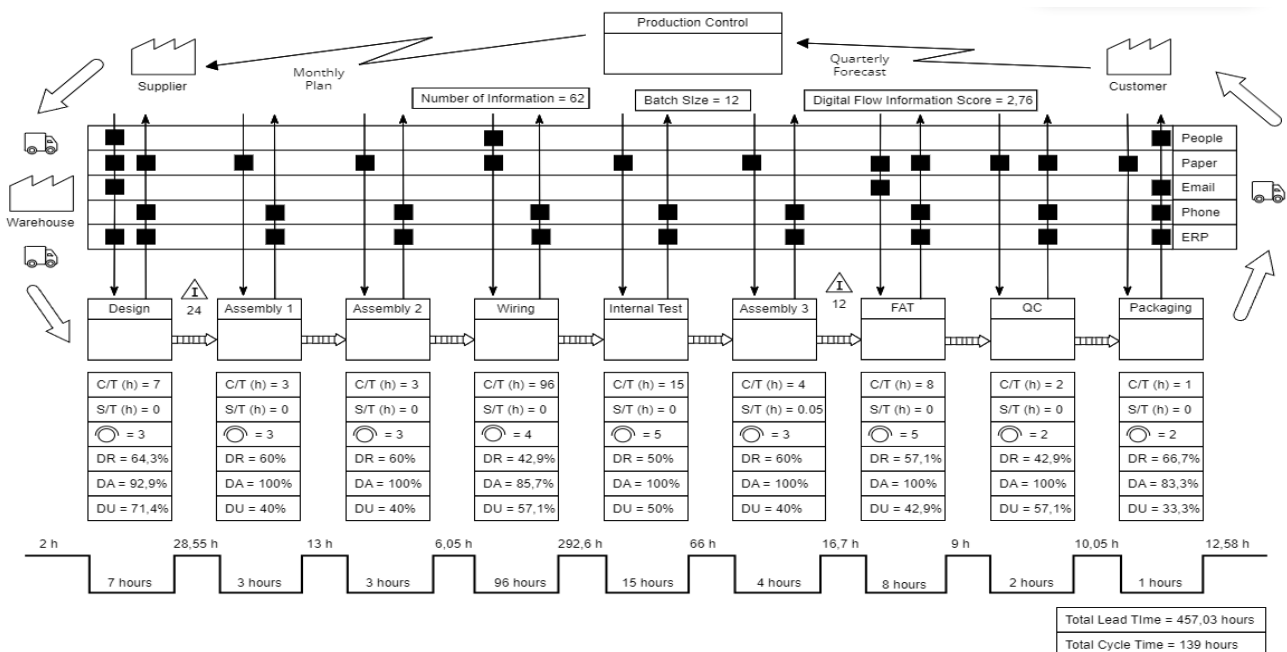 Production Control
Supplier
Monthly
Plan
Quarterly
Forecast
Customer
Number of Information = 62
Batch SIze = 12
Digital Flow Information Score = 2,76
People
Paper
Email
Phone
ERP
Warehouse
Design
I
24
Assembly 1
Assembly 2
Wiring
Internal Test
Assembly 3
I
12
FAT
QC
Packaging
C/T (h) = 7
S/T (h) = 0
= 3
DR = 64,3%
DA = 92,9%
DU = 71,4%
C/T (h) = 3
S/T (h) = 0
= 3
DR = 60%
DA = 100%
DU = 40%
C/T (h) = 3
S/T (h) = 0
= 3
DR = 60%
DA = 100%
DU = 40%
C/T (h) = 96
S/T (h) = 0
= 4
DR = 42,9%
DA = 85,7%
DU = 57,1%
C/T (h) = 15
S/T (h) = 0
= 5
DR = 50%
DA = 100%
DU = 50%
C/T (h) = 4
S/T (h) = 0.05
= 3
DR = 60%
DA = 100%
DU = 40%
C/T (h) = 8
S/T (h) = 0
= 5
DR = 57,1%
DA = 100%
DU = 42,9%
C/T (h) = 2
S/T (h) = 0
= 2
DR = 42,9%
DA = 100%
DU = 57,1%
C/T (h) = 1
S/T (h) = 0
= 2
DR = 66,7%
DA = 83,3%
DU = 33,3%
2 h
28,55 h
13 h
6,05 h
292,6 h
66 h
16,7 h
9 h
10,05 h
12,58 h
7 hours
3 hours
3 hours
96 hours
15 hours
4 hours
8 hours
2 hours
1 hours
Total Lead TIme = 457,03 hours
Total Cycle Time = 139 hours